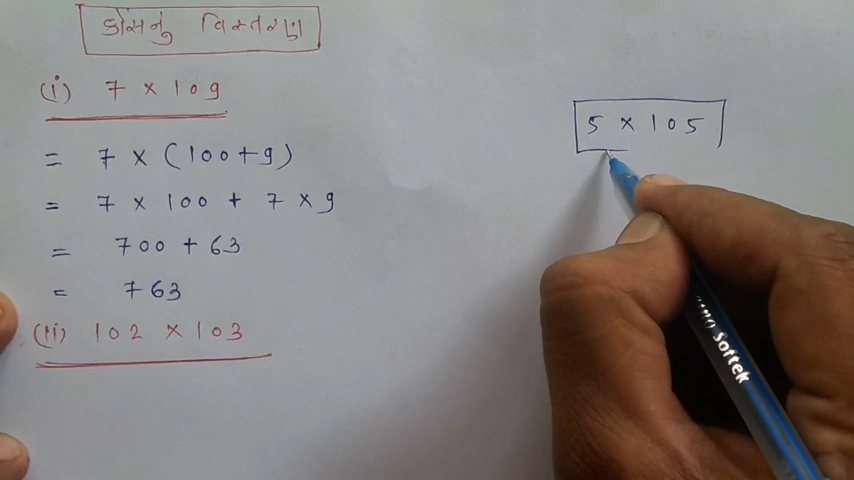 કૌંસનું વિસ્તરણ
(i) 7 × 109
= 7 × (100+9)
= 7 × 100 + 7 × 9
= 700 + 63
= 763
(ii) 102 × 103
5 × 105
Softek